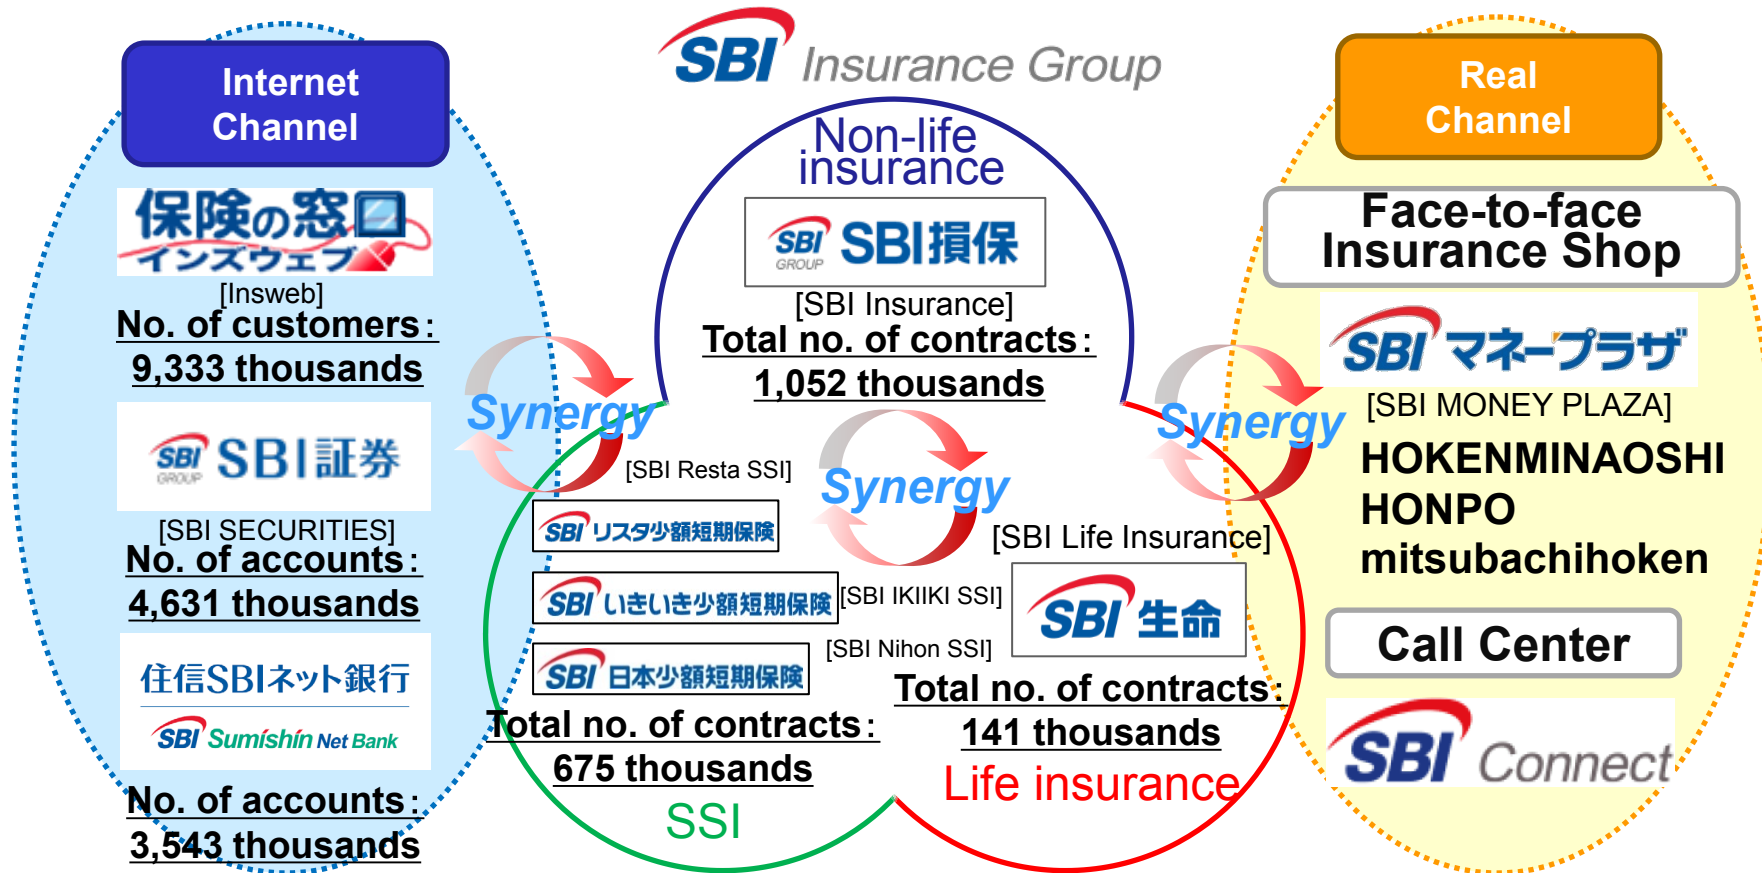 SBI Insurance Group
Internet
Channel
保険の窓口
インズウェブ
[Insweb]
No. of customers：
9,333 thousands
SBI GROUP SBI証券
[SBI SECURITIES]
No. of accounts：
4,631 thousands
住信SBIネット銀行
SBI Sumishin Net Bank
No. of accounts：
3,543 thousands
Synergy
Non-life
insurance
SBI GROUP SBI損保
[SBI Insurance]
Total no. of contracts：
1,052 thousands
Synergy
[SBI Resta SSI]
SBI リスタ少額短期保険
SBI いきいき少額短期保険
[SBI IKIIKI SSI]
SBI 日本少額短期保険
[SBI Nihon SSI]
Total no. of contracts：
675 thousands
SSI
[SBI Life Insurance]
SBI 生命
Total no. of contracts：
141 thousands
Life insurance
Synergy
Real
Channel
Face-to-face
Insurance Shop
SBI マネープラザ
[SBI MONEY PLAZA]
HOKENMINAOSHI
HONPO
mitsubachihoken
Call Center
SBI Connect